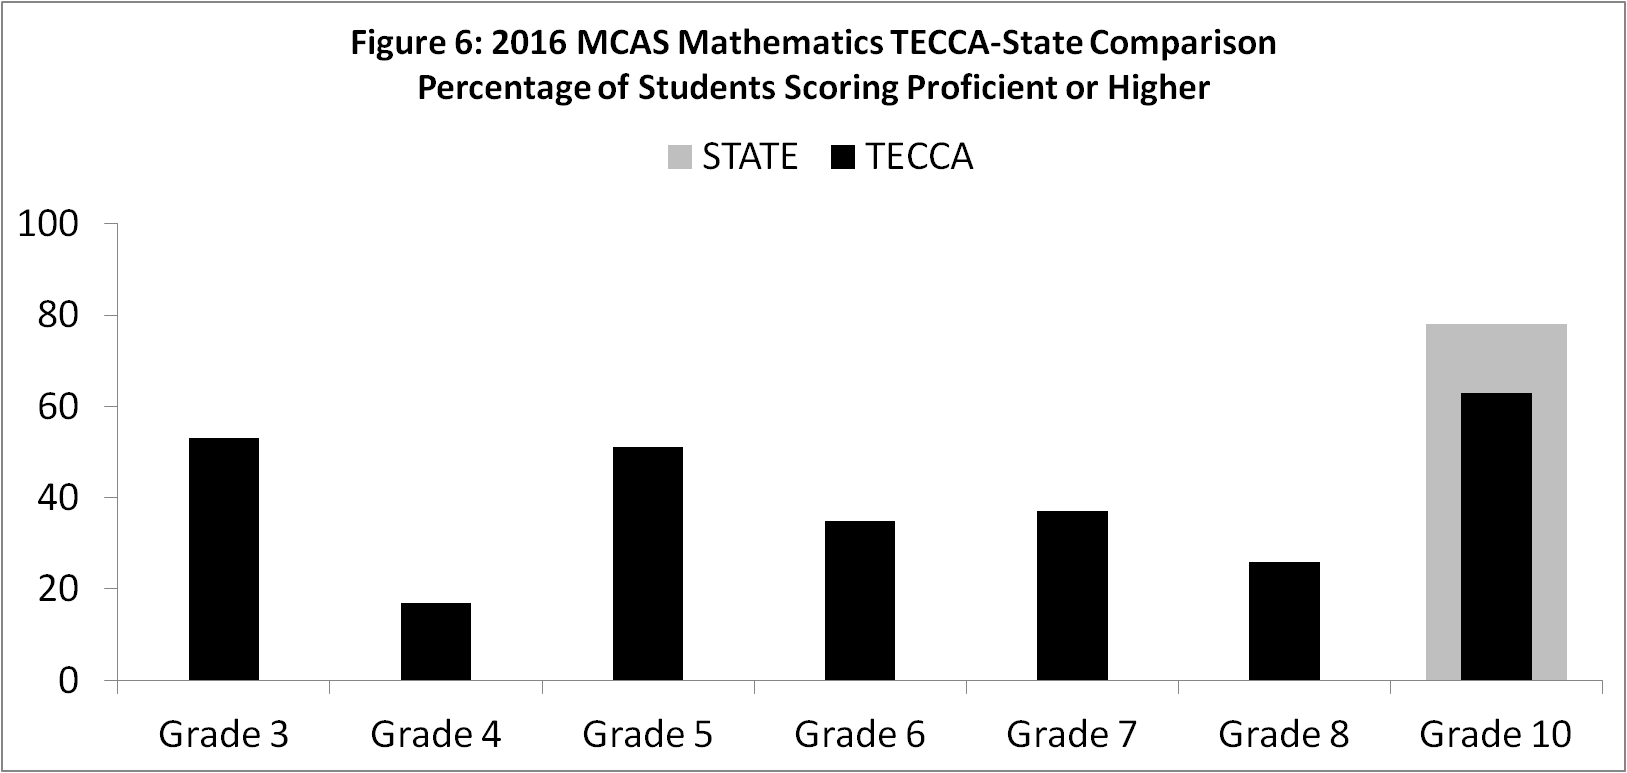 Figure 6: 2016 MCAS Mathematics TECCA-State Comparison
Percentage of Students Scoring Proficient or Higher
STATE TECCA
100
80
60
40
20
0
Grade 3 Grade 4 Grade 5 Grade 6 Grade 7 Grade 8 Grade 10